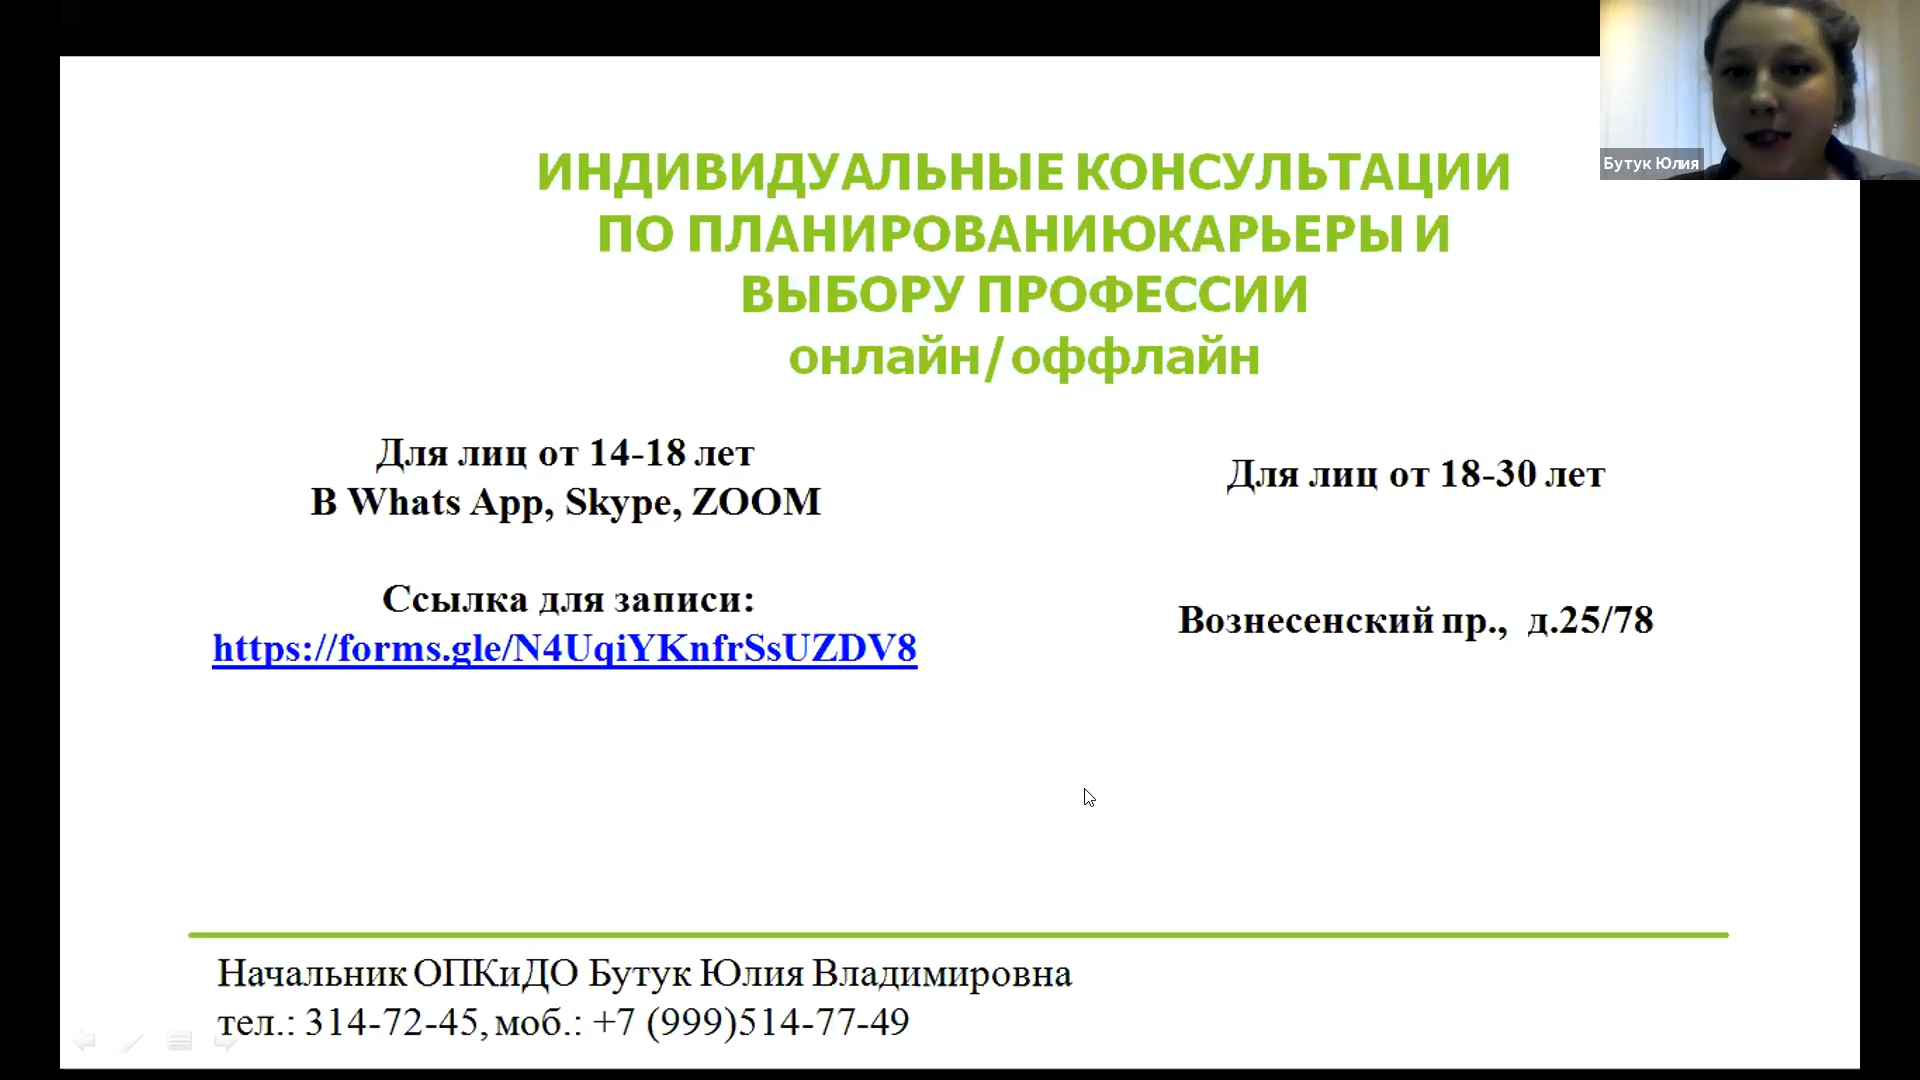 ИНДИВИДУАЛЬНЫЕ КОНСУЛЬТАЦИИ
ПО ПЛАНИРОВАНИЮКАРЬЕРЫ И
ВЫБОРУ ПРОФЕССИИ
онлайн/оффлайн
Бутук Юлия
Для лиц от 14-18 лет
В Whats App, Skype, ZOOM
Ссылка для записи:
https://forms.gle/N4UqiYKnfrSsUZDV8
Для лиц от 18-30 лет
Вознесенский пр., д.25/78
Начальник ОПКиДО Бутук Юлия Владимировна
тел.: 314-72-45, моб.: +7 (999)514-77-49